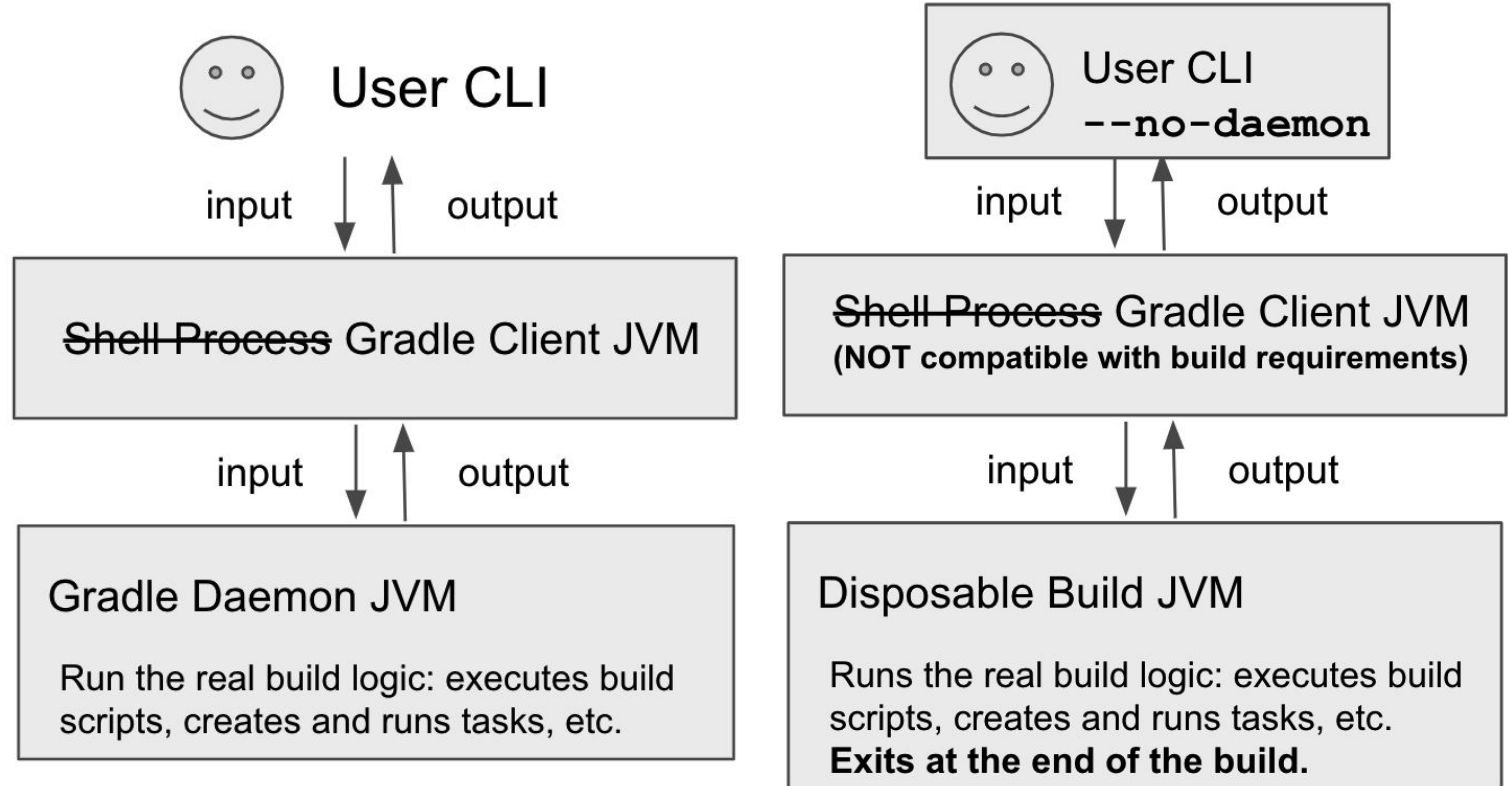 User CLI
input
output
Shell Process Gradle Client JVM
input
output
Gradle Daemon JVM
Run the real build logic: executes build
scripts, creates and runs tasks, etc.
User CLI
--no-daemon
input
output
Shell Process Gradle Client JVM
(NOT compatible with build requirements)
input
output
Disposable Build JVM
Runs the real build logic: executes build
scripts, creates and runs tasks, etc.
Exits at the end of the build.